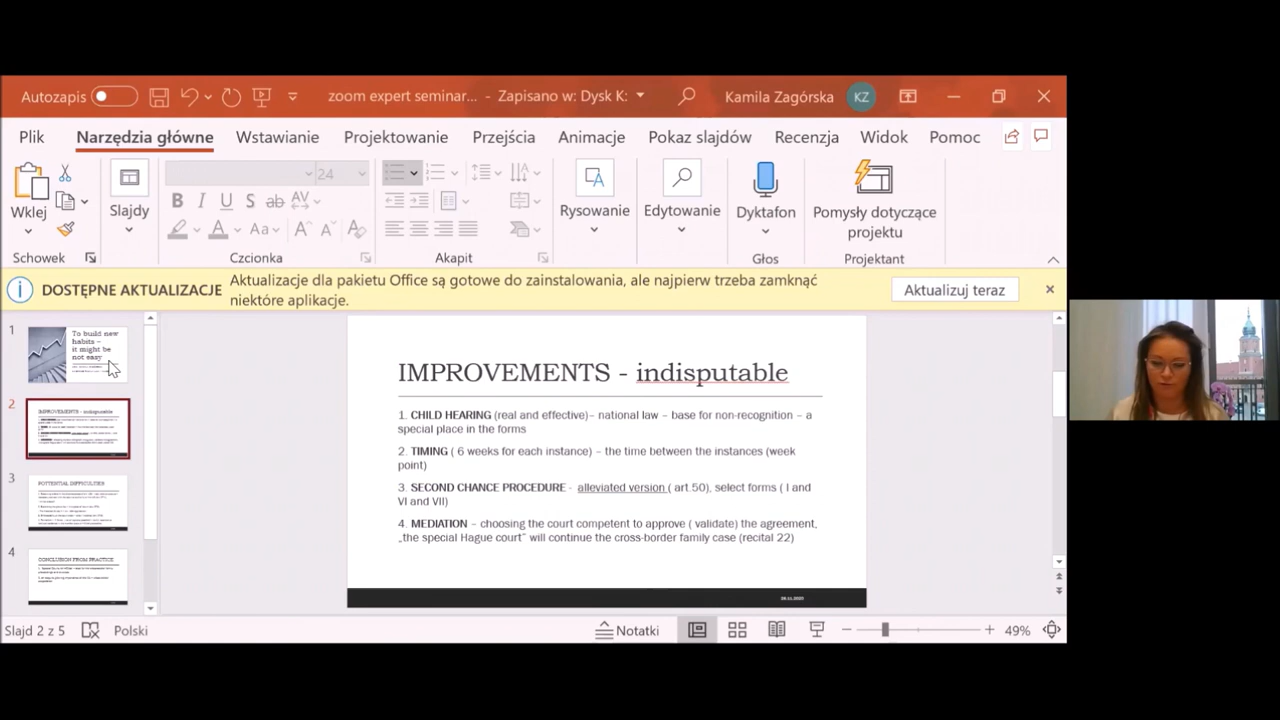 Autozapis
zoom expert seminar... - Zapisano w: Dysk K:
Kamila Zagórska KZ
Plik Narzędzia główne Wstawianie Projektowanie Przejścia Animacje Pokaz slajdów Recenzja Widok Pomoc
24
B I U S ab AV
A Aa A A A
Wklej
Slajdy
Rysowanie
Edytowanie
Dyktafon
Pomysły dotyczące
projektu
Schowek Czcionka Akapit Głos Projektant
DOSTĘPNE AKTUALIZACJE
Aktualizacje dla pakietu Office są gotowe do zainstalowania, ale najpierw trzeba zamknąć
niektóre aplikacje.
Aktualizuj teraz
1
To build new
habits –
it might be
not easy
2
IMPROVEMENTS - indisputable
3
POTTENTIAL DIFFICULTIES
4
CONCLUSION FROM PRACTICE
IMPROVEMENTS - indisputable
1. CHILD HEARING (real and effective)– national law – base for non-recognition – a
special place in the forms
2. TIMING ( 6 weeks for each instance) – the time between the instances (week
point)
3. SECOND CHANCE PROCEDURE - alleviated version ( art.50), select forms ( I and
VI and VII)
4. MEDIATION – choosing the court competent to approve ( validate) the agreement,
„the special Hague court” will continue the cross-border family case (recital 22)
Slajd 2 z 5
Polski
Notatki
49%